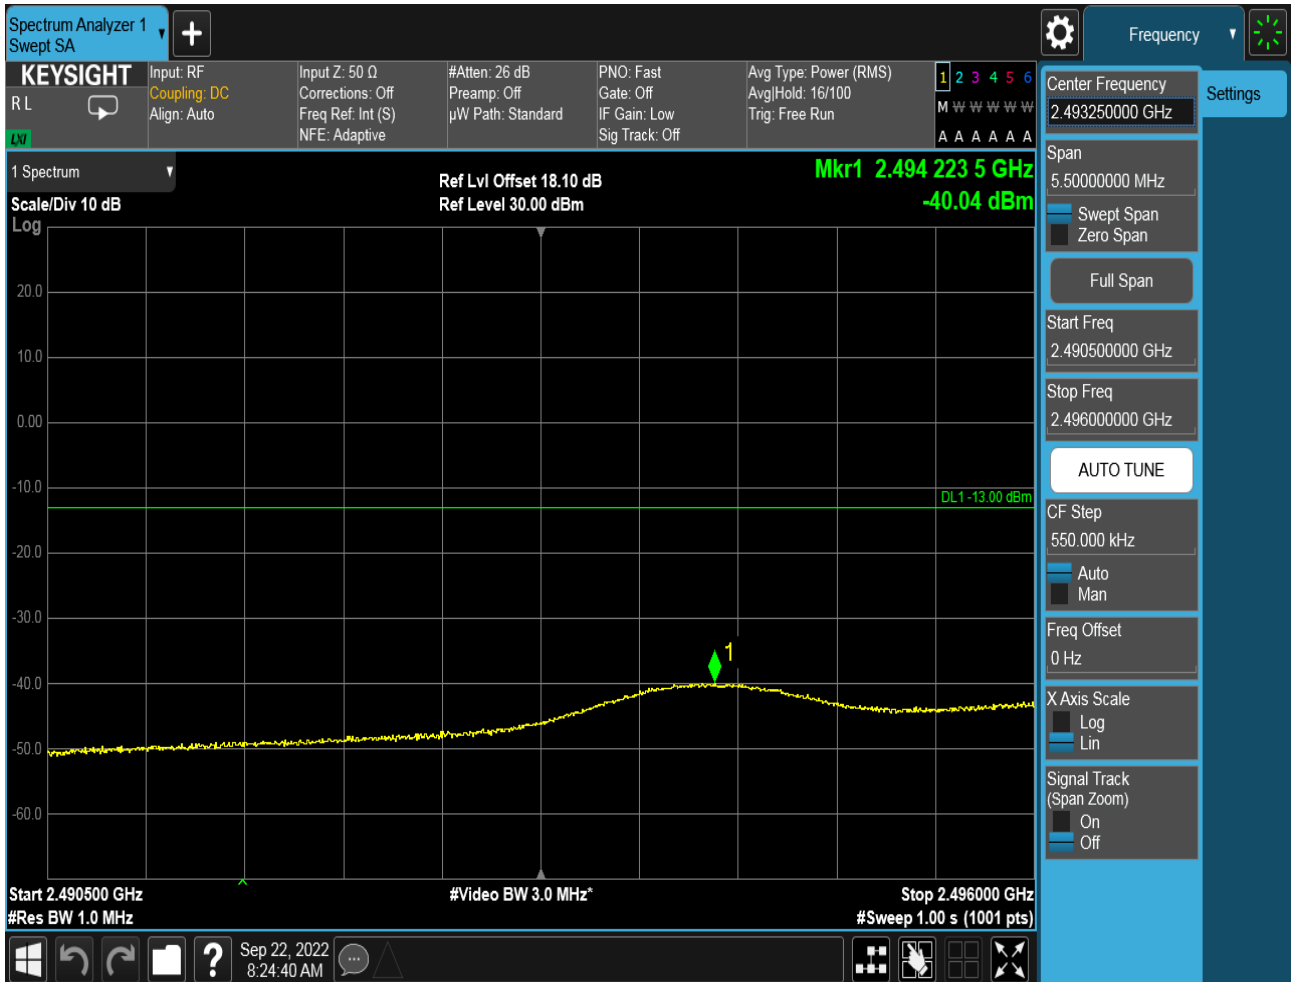 Spectrum Analyzer 1
Swept SA
Frequency
KEYSIGHT
R L
LXI
Input: RF
Coupling: DC
Align: Auto
Input Z: 50 Ω
Corrections: Off
Freq Ref: Int (S)
NFE: Adaptive
#Atten: 26 dB
Preamp: Off
µW Path: Standard
PNO: Fast
Gate: Off
IF Gain: Low
Sig Track: Off
Avg Type: Power (RMS)
Avg|Hold: 16/100
Trig: Free Run
1 2 3 4 5 6
M W W W W W
A A A A A A
1 Spectrum
Scale/Div 10 dB
Log
Ref Lvl Offset 18.10 dB
Ref Level 30.00 dBm
Mkr1 2.494 223 5 GHz
-40.04 dBm
20.0
10.0
0.00
-10.0
DL1 -13.00 dBm
-20.0
-30.0
1
-40.0
-50.0
-60.0
Start 2.490500 GHz
#Video BW 3.0 MHz*
Stop 2.496000 GHz
#Res BW 1.0 MHz
#Sweep 1.00 s (1001 pts)
?
Sep 22, 2022
8:24:40 AM
Center Frequency
2.493250000 GHz
Settings
Span
5.50000000 MHz
Swept Span
Zero Span
Full Span
Start Freq
2.490500000 GHz
Stop Freq
2.496000000 GHz
AUTO TUNE
CF Step
550.000 kHz
Auto
Man
Freq Offset
0 Hz
X Axis Scale
Log
Lin
Signal Track
(Span Zoom)
On
Off